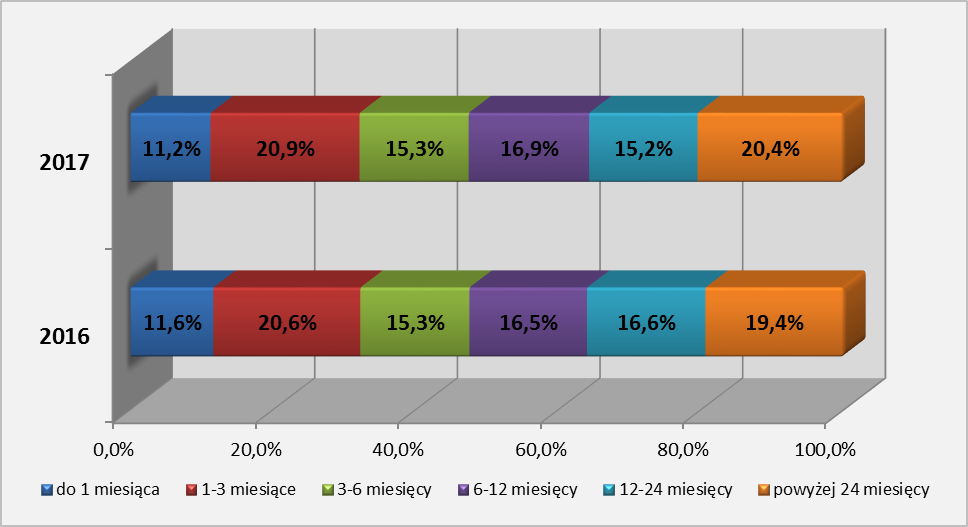 2017
11,2% 20,9% 15,3% 16,9% 15,2% 20,4%
2016
11,6% 20,6% 15,3% 16,5% 16,6% 19,4%
0,0% 20,0% 40,0% 60,0% 80,0% 100,0%
do 1 miesiąca 1-3 miesiące 3-6 miesięcy 6-12 miesięcy 12-24 miesięcy powyżej 24 miesięcy